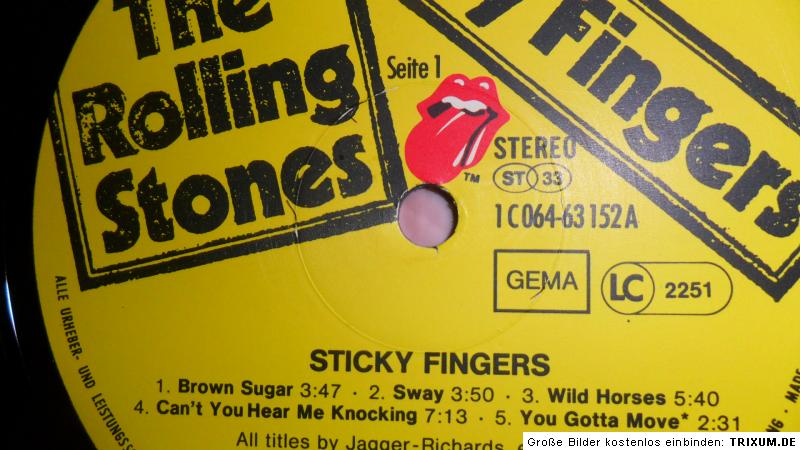 The
Rolling
Stones
Fingers
Seite 1
TM
STEREO
ST 33
1C 064-63 152 A
GEMA
LC 2251
STICKY FINGERS
1. Brown Sugar 3:47 · 2. Sway 3:50 · 3. Wild Horses 5:40
4. Can't You Hear Me Knocking 7:13 · 5. You Gotta Move* 2:31
All titles by Jagger-Richards,
ALLE URHEBER- UND LEISTUNGSS
MADE
Große Bilder kostenlos einbinden: TRIXUM.DE